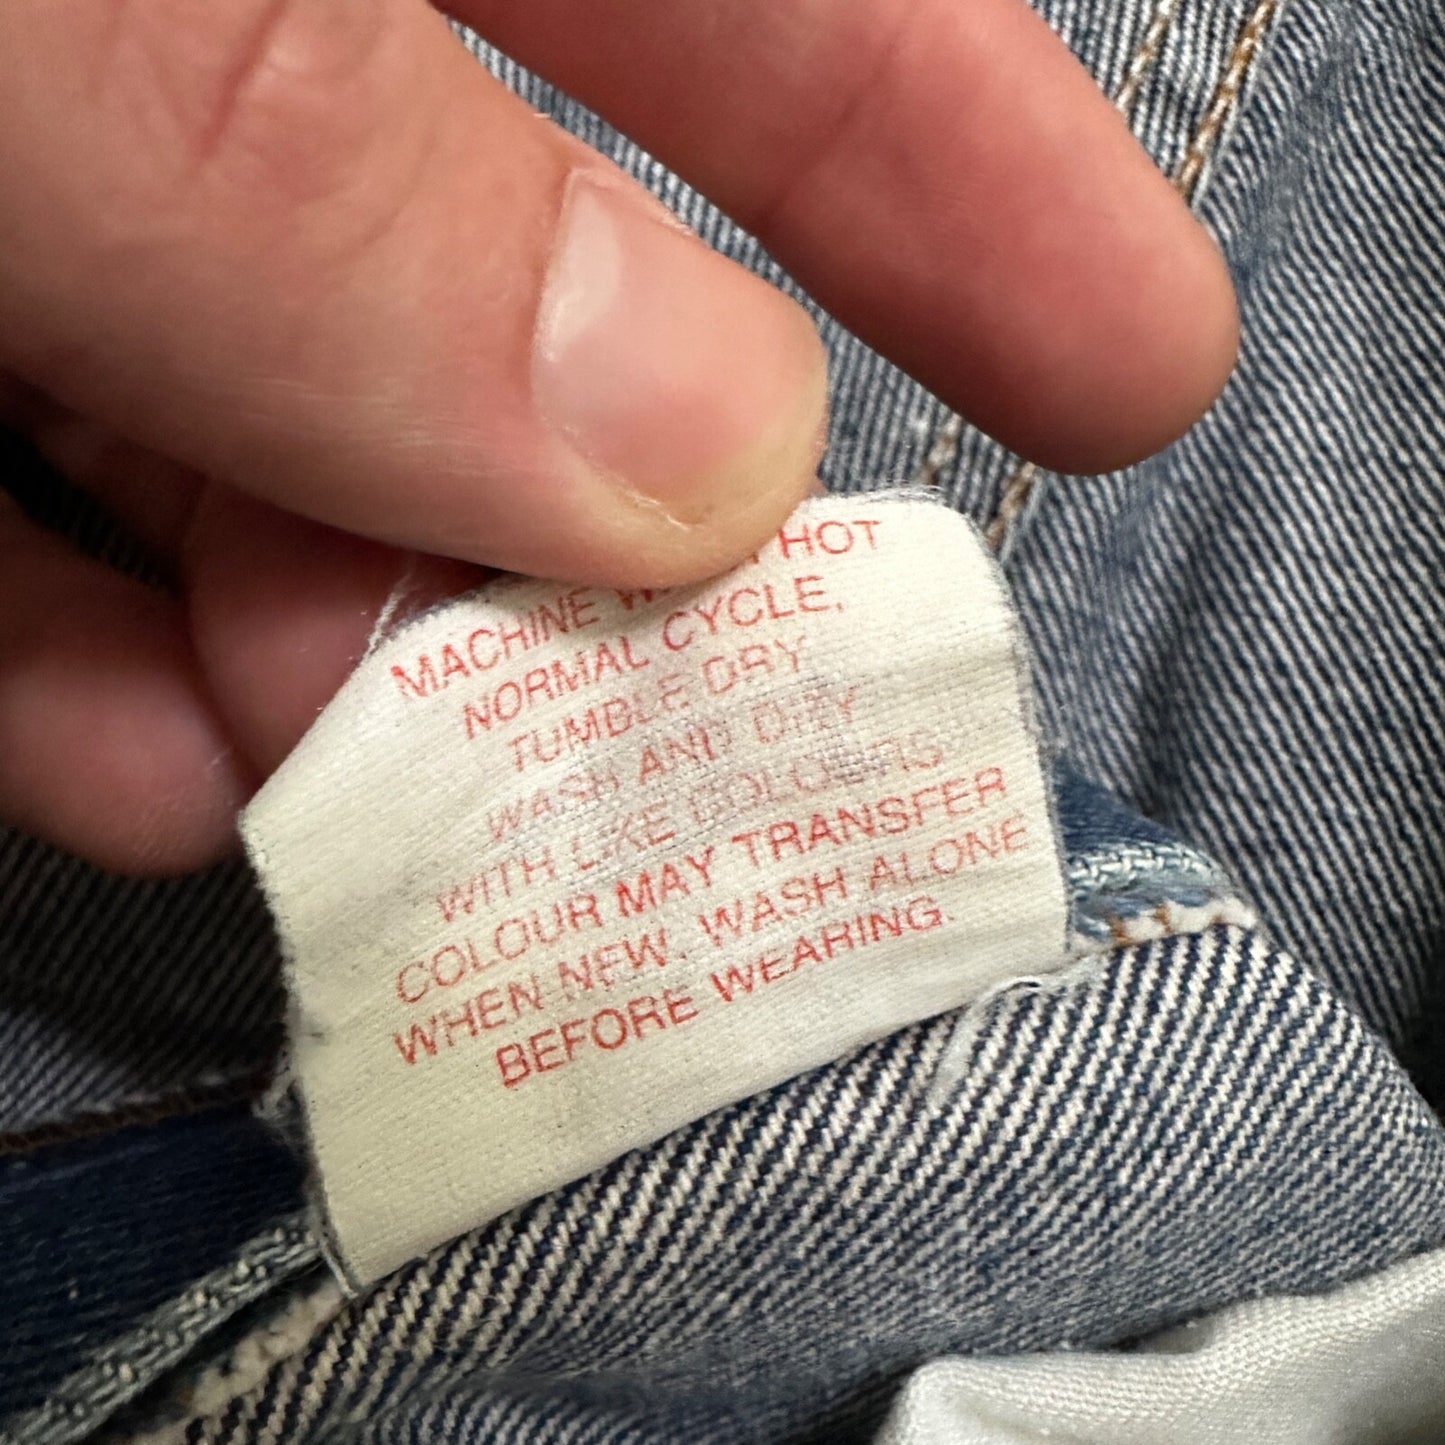 MACHINE HOT
NORMAL CYCLE,
TUMBLE DRY
WASH AND DRY
WITH LIKE COLOURS
COLOUR MAY TRANSFER
WHEN NEW. WASH ALONE
BEFORE WEARING.